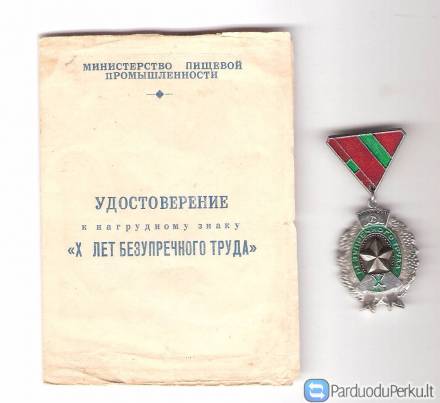 МИНИСТЕРСТВО ПИЩЕВОЙ
ПРОМЫШЛЕННОСТИ
УДОСТОВЕРЕНИЕ
к нагрудному знаку
«X ЛЕТ БЕЗУПРЕЧНОГО ТРУДА»
X
ParduoduPerku.lt